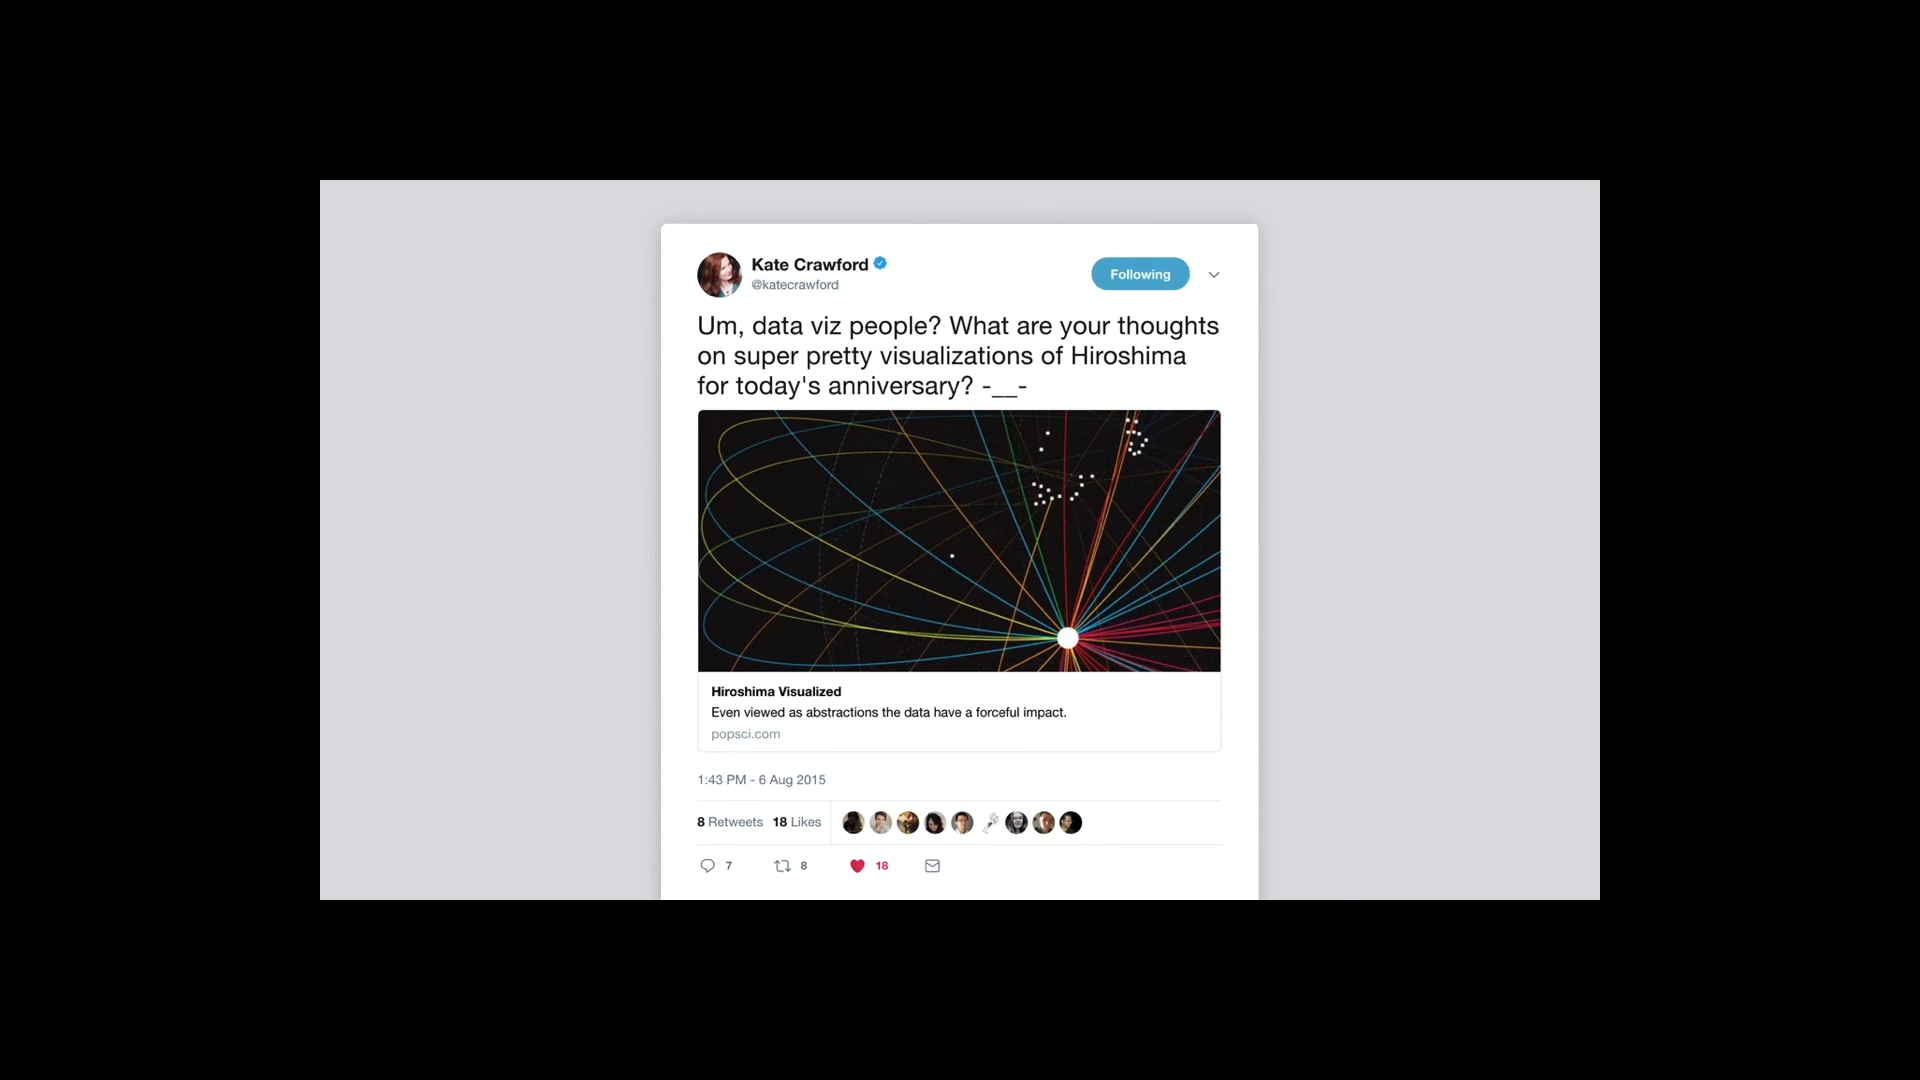 Kate Crawford
@katecrawford
Following
Um, data viz people? What are your thoughts
on super pretty visualizations of Hiroshima
for today's anniversary? -__-
Hiroshima Visualized
Even viewed as abstractions the data have a forceful impact.
popsci.com
1:43 PM - 6 Aug 2015
8 Retweets 18 Likes
7 8 18